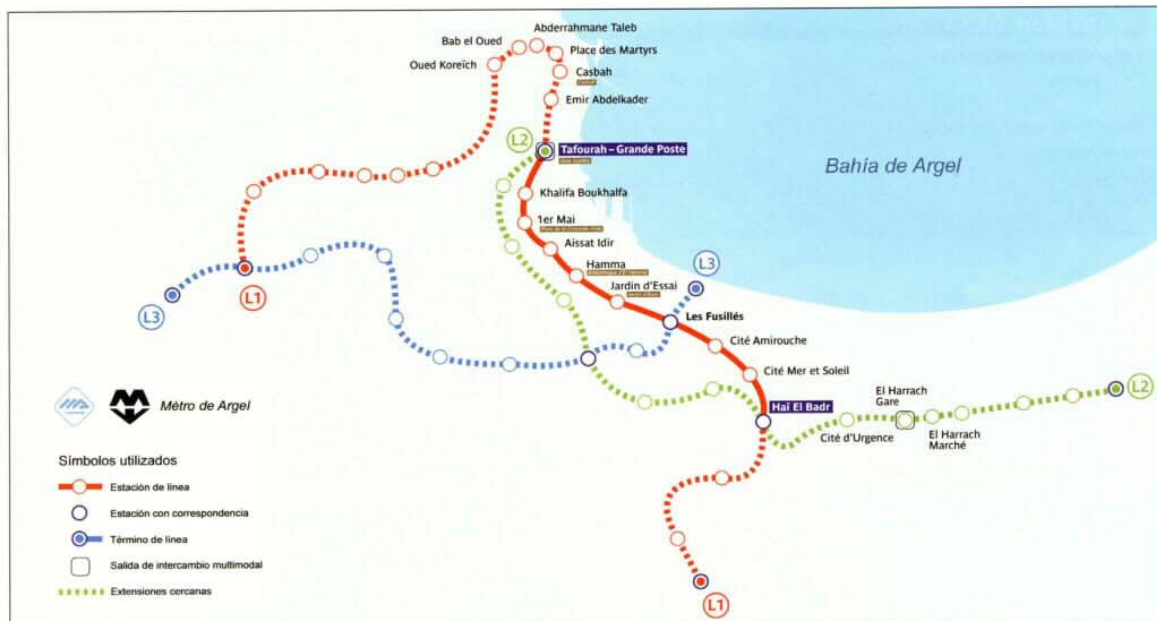 Abderrahmane Taleb
Bab el Oued
Place des Martyrs
Oued Koreïch
Casbah
Emir Abdelkader
L2
Tafourah – Grande Poste
Bahía de Argel
Khalifa Boukhalfa
1er Mai
Aissat Idir
Hamma
L3
Jardin d'Essai
L1
L3
Les Fusillés
Cité Amirouche
Cité Mer et Soleil
L2
Haï El Badr
El Harrach
Gare
Cité d'Urgence
El Harrach
Marché
Métro de Argel
Símbolos utilizados
Estación de línea
Estación con correspondencia
Término de línea
Salida de intercambio multimodal
Extensiones cercanas
L1